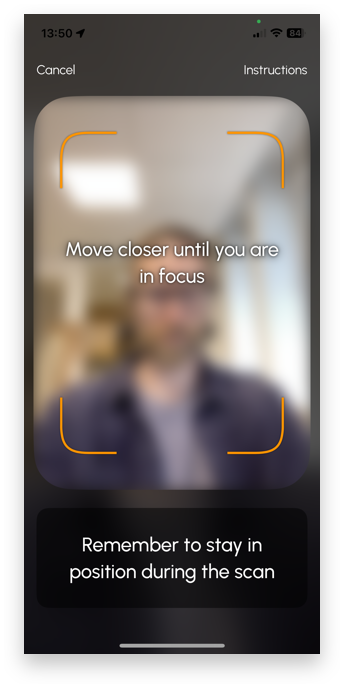 13:50
84
Cancel
Instructions
Move closer until you are
in focus
Remember to stay in
position during the scan